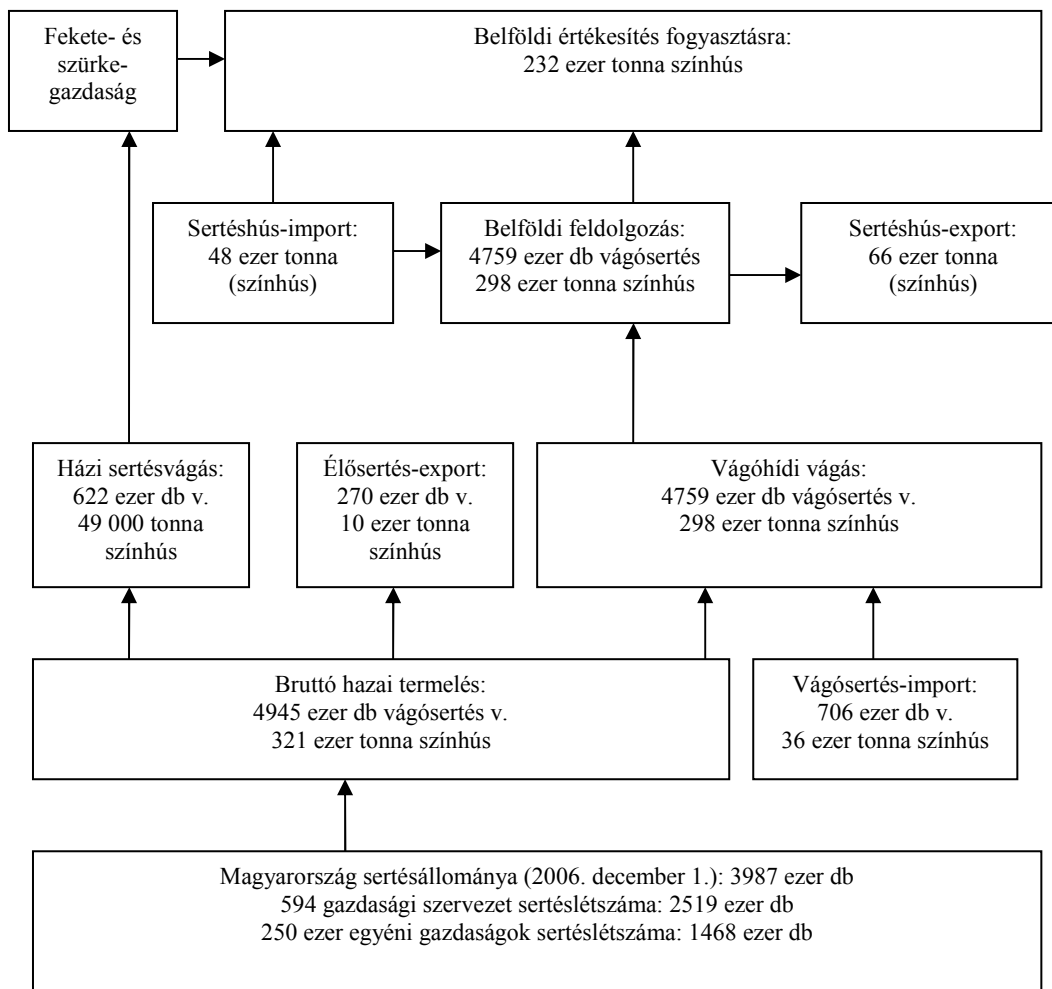 Fekete- és
szürke-
gazdaság
Belföldi értékesítés fogyasztásra:
232 ezer tonna színhús
Sertéshús-import:
48 ezer tonna
(színhús)
Belföldi feldolgozás:
4759 ezer db vágósertés
298 ezer tonna színhús
Sertéshús-export:
66 ezer tonna
(színhús)
Házi sertésvágás:
622 ezer db v.
49 000 tonna
színhús
Élősertés-export:
270 ezer db v.
10 ezer tonna
színhús
Vágóhídi vágás:
4759 ezer db vágósertés v.
298 ezer tonna színhús
Bruttó hazai termelés:
4945 ezer db vágósertés v.
321 ezer tonna színhús
Vágósertés-import:
706 ezer db v.
36 ezer tonna színhús
Magyarország sertésállománya (2006. december 1.): 3987 ezer db
594 gazdasági szervezet sertéslétszáma: 2519 ezer db
250 ezer egyéni gazdaságok sertéslétszáma: 1468 ezer db